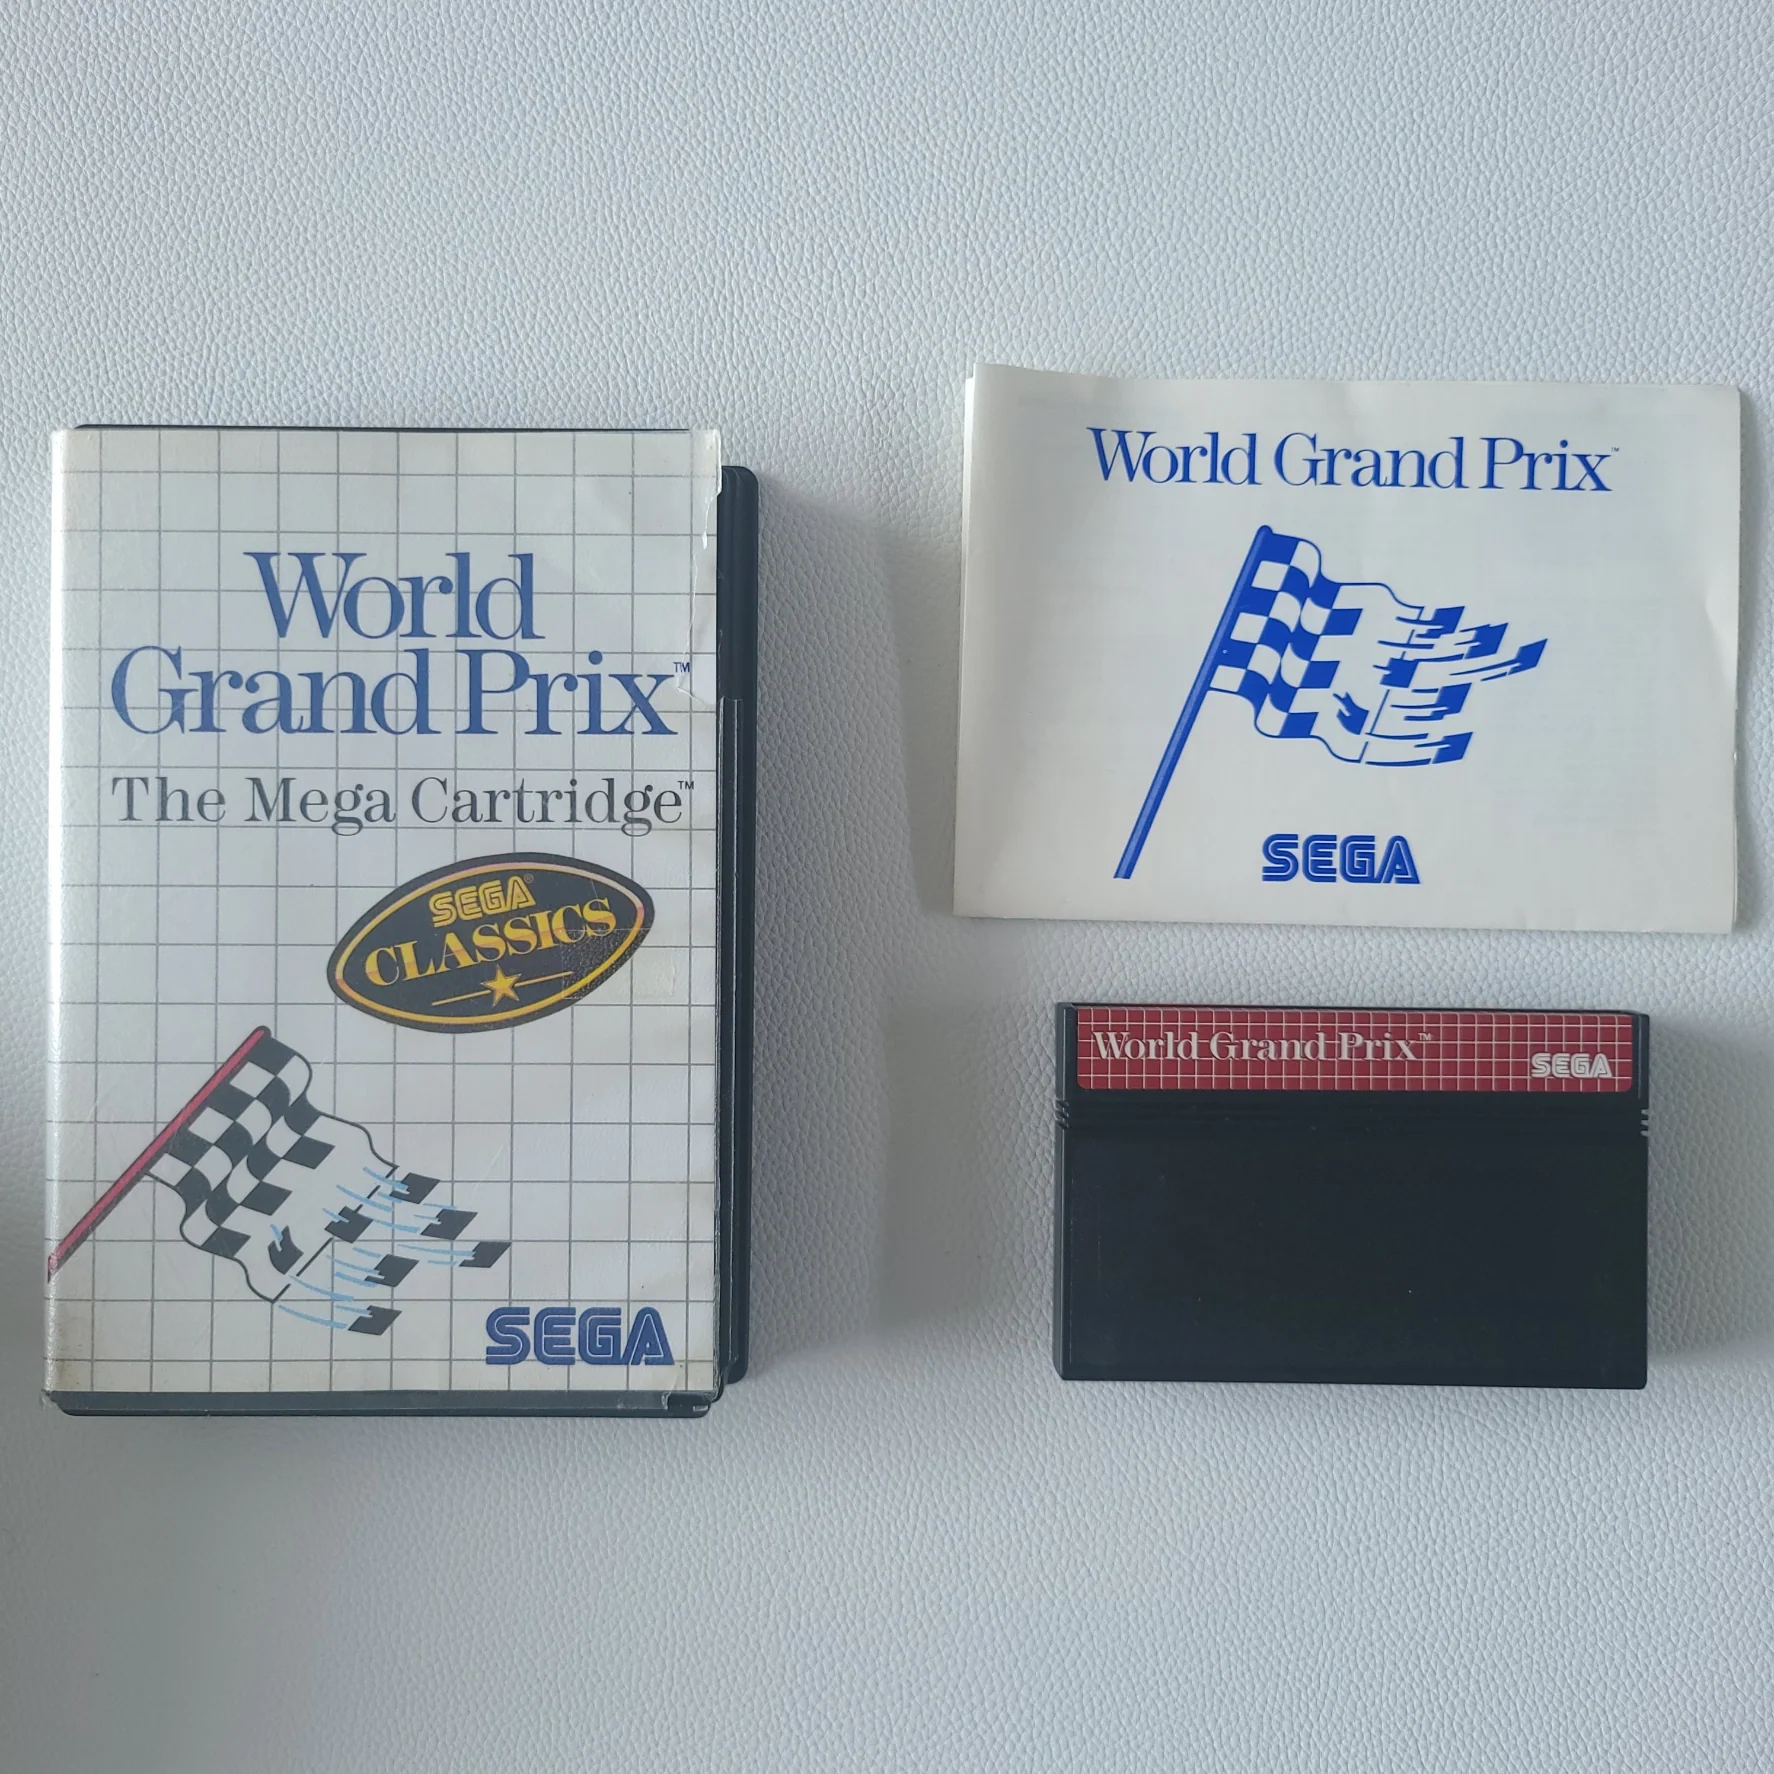 World
Grand Prix™
The Mega Cartridge™
SEGA®
CLASSICS
SEGA
World Grand Prix™
SEGA
World Grand Prix™
SEGA